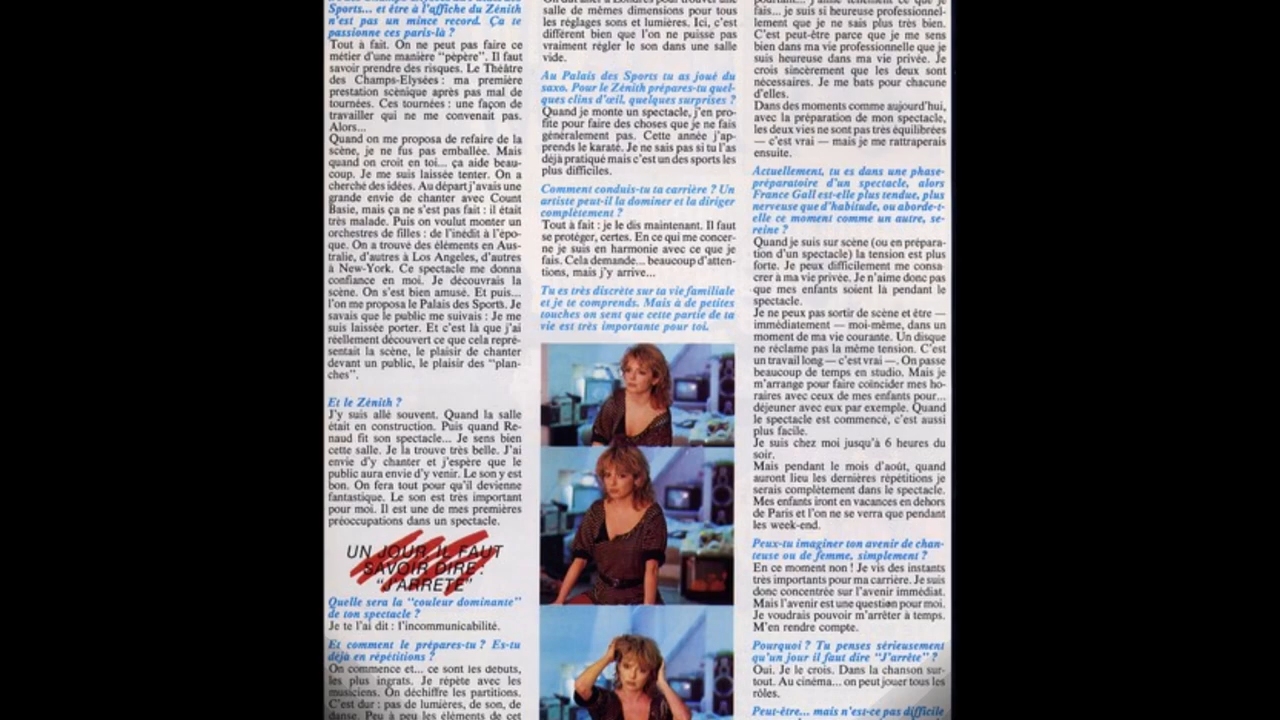 Sports... et être à l'affiche du Zénith
n'est pas un mince record. Ça te
passionne ces paris-là ?
Tout à fait. On ne peut pas faire ce
métier d'une manière "pépère". Il faut
savoir prendre des risques. Le Théâtre
des Champs-Elysées : ma première
prestation scénique après pas mal de
tournées. Ces tournées : une façon de
travailler qui ne me convenait pas.
Alors...
Quand on me proposa de refaire de la
scène, je ne fus pas emballée. Mais
quand on croit en toi... ça aide beau-
coup. Je me suis laissée tenter. On a
cherché des idées. Au départ j'avais une
grande envie de chanter avec Count
Basie, mais ça ne s'est pas fait : il était
très malade. Puis on voulut monter un
orchestres de filles : de l'inédit à l'épo-
que. On a trouvé des éléments en Aus-
tralie, d'autres à Los Angeles, d'autres
à New-York. Ce spectacle me donna
confiance en moi. Je découvrais la
scène. On s'est bien amusé. Et puis...
l'on me proposa le Palais des Sports. Je
savais que le public me suivais : Je me
suis laissée porter. Et c'est là que j'ai
réellement découvert ce que cela repré-
sentait la scène, le plaisir de chanter
devant un public, le plaisir des "plan-
ches".
Et le Zénith ?
J'y suis allé souvent. Quand la salle
était en construction. Puis quand Re-
naud fit son spectacle... Je sens bien
cette salle. Je la trouve très belle. J'ai
envie d'y chanter et j'espère que le
public aura envie d'y venir. Le son y est
bon. On fera tout pour qu'il devienne
fantastique. Le son est très important
pour moi. Il est une de mes premières
préoccupations dans un spectacle.
UN JOUR, IL FAUT
SAVOIR DIRE :
"J'ARRETE"
Quelle sera la "couleur dominante"
de ton spectacle ?
Je te l'ai dit : l'incommunicabilité.
Et comment le prépares-tu ? Es-tu
déjà en répétitions ?
On commence et... ce sont les débuts,
les plus ingrats. Je répète avec les
musiciens. On déchiffre les partitions.
C'est dur : pas de lumières, de son, de
danse. Peu à peu les éléments de cet
salle de mêmes dimensions pour tous
les réglages sons et lumières. Ici, c'est
différent bien que l'on ne puisse pas
vraiment régler le son dans une salle
vide.
Au Palais des Sports tu as joué du
saxo. Pour le Zénith prépares-tu quel-
ques clins d'œil, quelques surprises ?
Quand je monte un spectacle, j'en pro-
fite pour faire des choses que je ne fais
généralement pas. Cette année j'ap-
prends le karaté. Je ne sais pas si tu l'as
déjà pratiqué mais c'est un des sports les
plus difficiles.
Comment conduis-tu ta carrière ? Un
artiste peut-il la dominer et la diriger
complètement ?
Tout à fait : je le dis maintenant. Il faut
se protéger, certes. En ce qui me concer-
ne je suis en harmonie avec ce que je
fais. Cela demande... beaucoup d'atten-
tions, mais j'y arrive...
Tu es très discrète sur ta vie familiale
et je te comprends. Mais à de petites
touches on sent que cette partie de ta
vie est très importante pour toi.
fais... je suis si heureuse professionnel-
lement que je ne sais plus très bien.
C'est peut-être parce que je me sens
bien dans ma vie professionnelle que je
suis heureuse dans ma vie privée. Je
crois sincèrement que les deux sont
nécessaires. Je me bats pour chacune
d'elles.
Dans des moments comme aujourd'hui,
avec la préparation de mon spectacle,
les deux vies ne sont pas très équilibrées
— c'est vrai — mais je me rattraperais
ensuite.
Actuellement, tu es dans une phase-
préparatoire d'un spectacle, alors
France Gall est-elle plus tendue, plus
nerveuse que d'habitude, ou aborde-t-
elle ce moment comme un autre, se-
reine ?
Quand je suis sur scène (ou en prépara-
tion d'un spectacle) la tension est plus
forte. Je peux difficilement me consa-
crer à ma vie privée. Je n'aime donc pas
que mes enfants soient là pendant le
spectacle.
Je ne peux pas sortir de scène et être —
immédiatement — moi-même, dans un
moment de ma vie courante. Un disque
ne réclame pas la même tension. C'est
un travail long — c'est vrai —. On passe
beaucoup de temps en studio. Mais je
m'arrange pour faire coïncider mes ho-
raires avec ceux de mes enfants pour...
déjeuner avec eux par exemple. Quand
le spectacle est commencé, c'est aussi
plus facile.
Je suis chez moi jusqu'à 6 heures du
soir.
Mais pendant le mois d'août, quand
auront lieu les dernières répétitions je
serais complètement dans le spectacle.
Mes enfants iront en vacances en dehors
de Paris et l'on ne se verra que pendant
les week-end.
Peux-tu imaginer ton avenir de chan-
teuse ou de femme, simplement ?
En ce moment non ! Je vis des instants
très importants pour ma carrière. Je suis
donc concentrée sur l'avenir immédiat.
Mais l'avenir est une question pour moi.
Je voudrais pouvoir m'arrêter à temps.
M'en rendre compte.
Pourquoi ? Tu penses sérieusement
qu'un jour il faut dire "J'arrête" ?
Oui. Je le crois. Dans la chanson sur-
tout. Au cinéma... on peut jouer tous les
rôles.
Peut-être... mais n'est-ce pas difficile